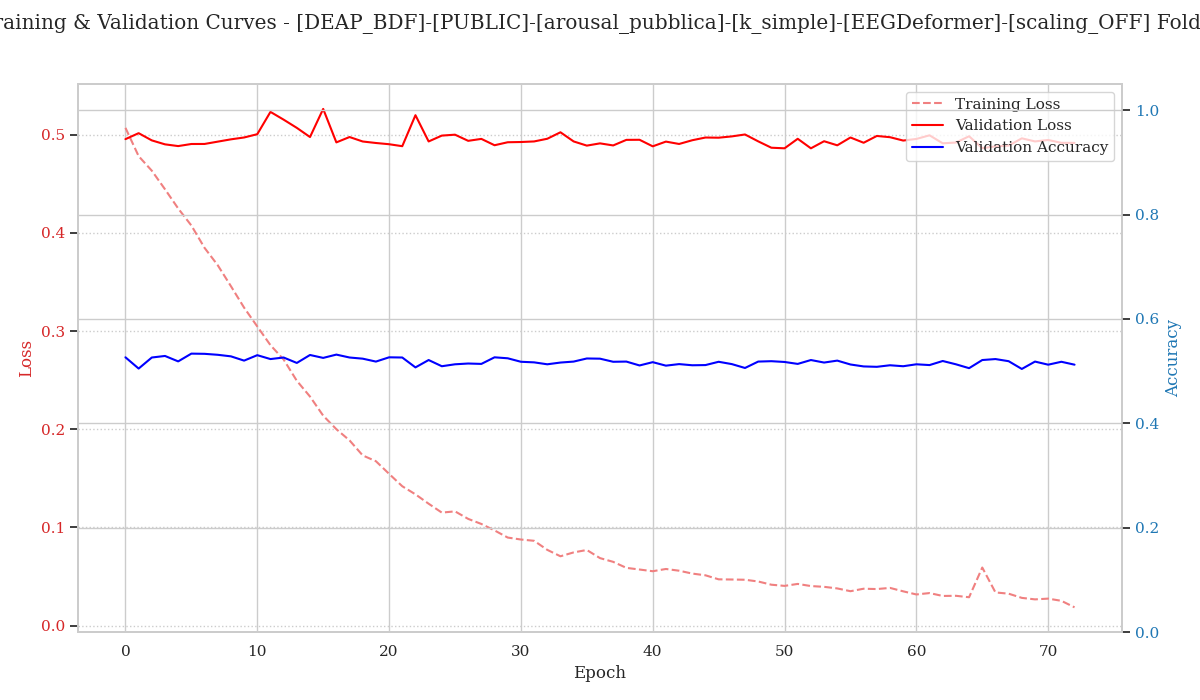 raining & Validation Curves - [DEAP_BDF]-[PUBLIC]-[arousal_pubblica]-[k_simple]-[EEGDeformer]-[scaling_OFF] Fold
Training Loss
Validation Loss
Validation Accuracy
0.5
0.4
0.3
0.2
0.1
0.0
Loss
1.0
0.8
0.6
0.4
0.2
0.0
Accuracy
0
10
20
30
40
50
60
70
Epoch